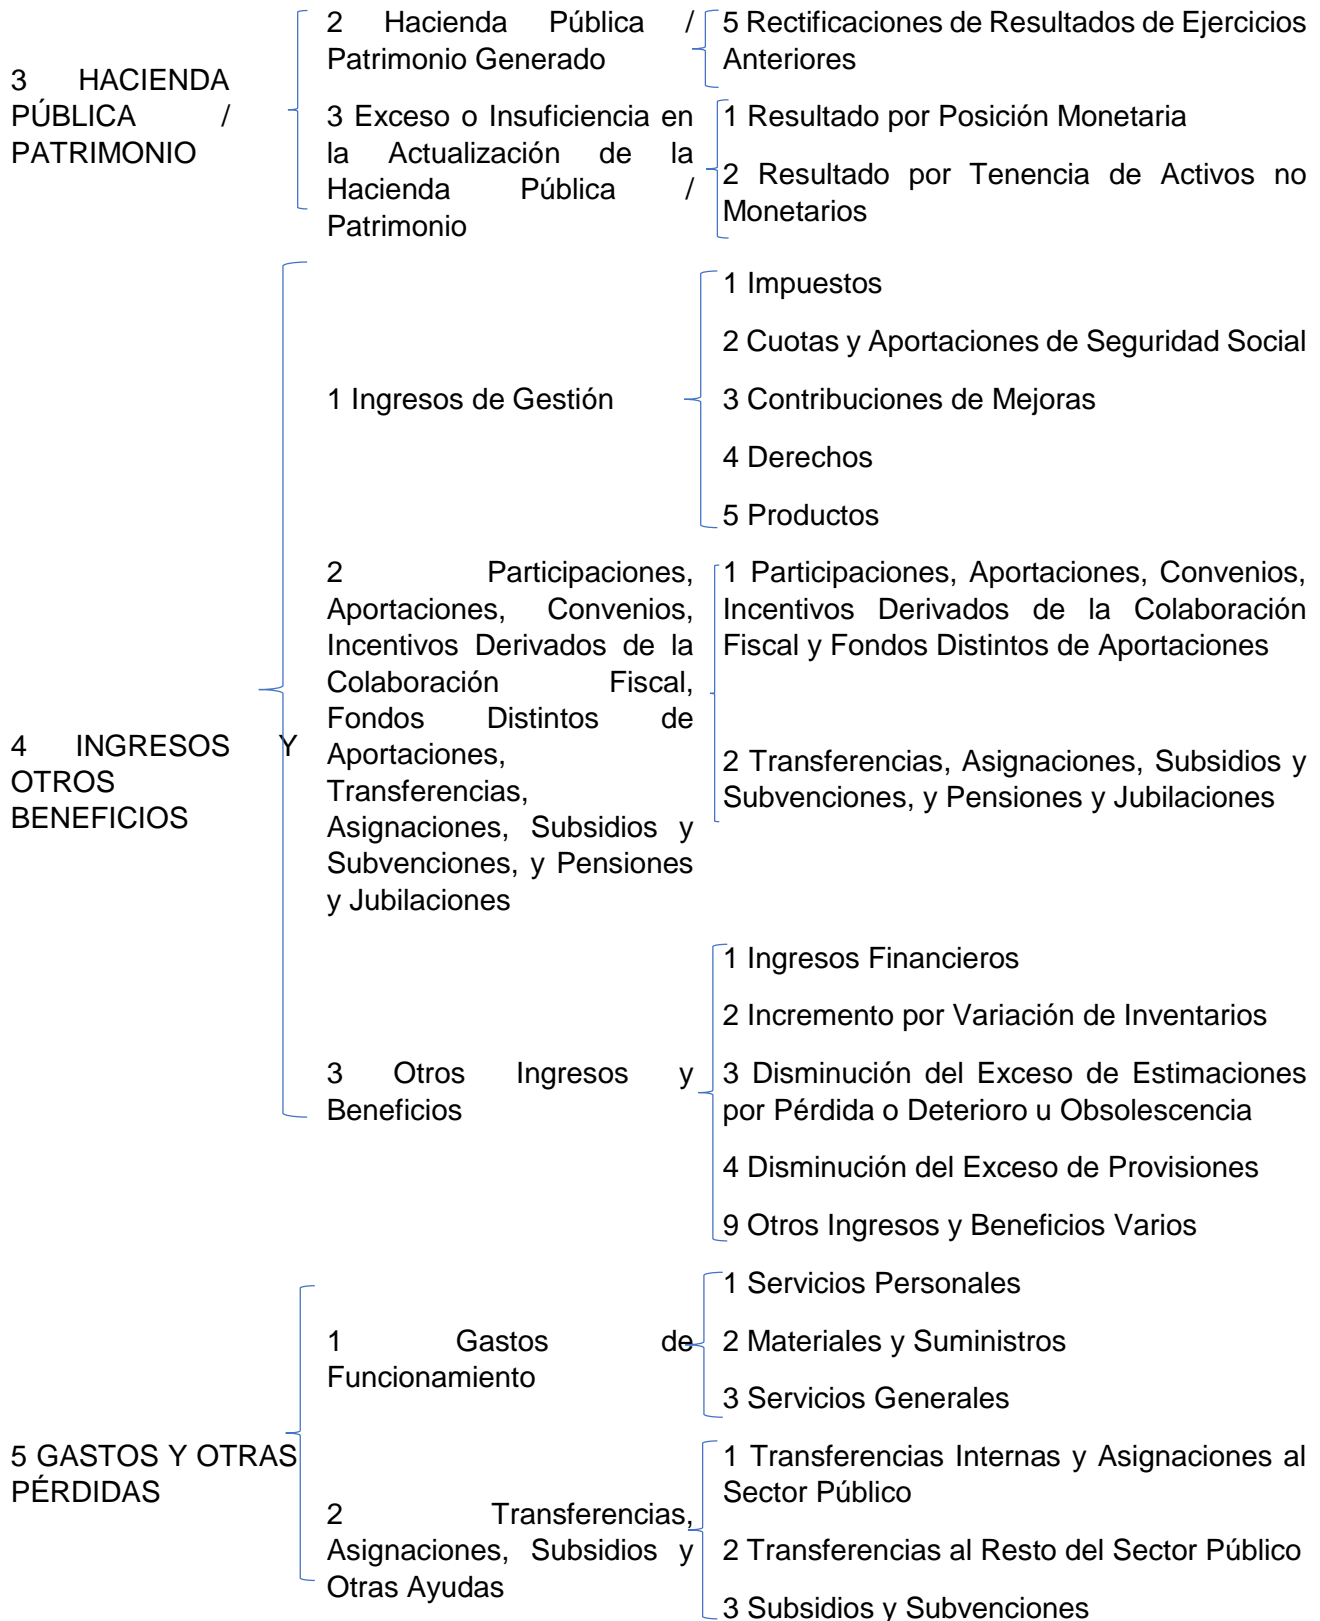 3 HACIENDA
PÚBLICA /
PATRIMONIO
2 Hacienda Pública /
Patrimonio Generado
5 Rectificaciones de Resultados de Ejercicios
Anteriores
3 Exceso o Insuficiencia en
la Actualización de la
Hacienda Pública /
Patrimonio
1 Resultado por Posición Monetaria
2 Resultado por Tenencia de Activos no
Monetarios
4 INGRESOS Y
OTROS
BENEFICIOS
1 Ingresos de Gestión
1 Impuestos
2 Cuotas y Aportaciones de Seguridad Social
3 Contribuciones de Mejoras
4 Derechos
5 Productos
2 Participaciones,
Aportaciones, Convenios,
Incentivos Derivados de la
Colaboración Fiscal,
Fondos Distintos de
Aportaciones,
Transferencias,
Asignaciones, Subsidios y
Subvenciones, y Pensiones
y Jubilaciones
1 Participaciones, Aportaciones, Convenios,
Incentivos Derivados de la Colaboración
Fiscal y Fondos Distintos de Aportaciones
2 Transferencias, Asignaciones, Subsidios y
Subvenciones, y Pensiones y Jubilaciones
3 Otros Ingresos y
Beneficios
1 Ingresos Financieros
2 Incremento por Variación de Inventarios
3 Disminución del Exceso de Estimaciones
por Pérdida o Deterioro u Obsolescencia
4 Disminución del Exceso de Provisiones
9 Otros Ingresos y Beneficios Varios
5 GASTOS Y OTRAS
PÉRDIDAS
1 Gastos de
Funcionamiento
1 Servicios Personales
2 Materiales y Suministros
3 Servicios Generales
2 Transferencias,
Asignaciones, Subsidios y
Otras Ayudas
1 Transferencias Internas y Asignaciones al
Sector Público
2 Transferencias al Resto del Sector Público
3 Subsidios y Subvenciones